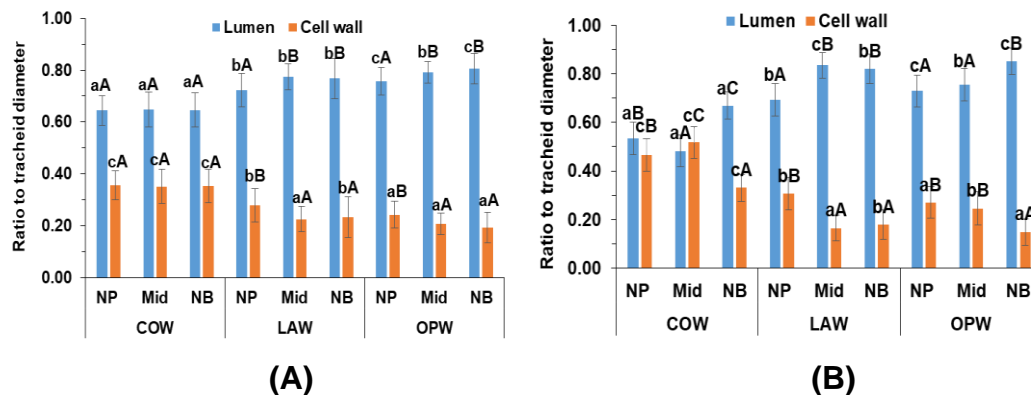 Lumen Cell wall
Ratio to tracheid diameter
1.00
0.80
0.60
0.40
0.20
0.00
aA aA aA bA bB bB cA bB cB
cA cA cA bB aA bA aB aA aA
NP Mid NB NP Mid NB NP Mid NB
COW LAW OPW
(A)
Lumen Cell wall
Ratio to tracheid diameter
1.00
0.80
0.60
0.40
0.20
0.00
aB aA aC bA cB bB cA bA cB
cB cC cA bB aA bA aB bB aA
NP Mid NB NP Mid NB NP Mid NB
COW LAW OPW
(B)